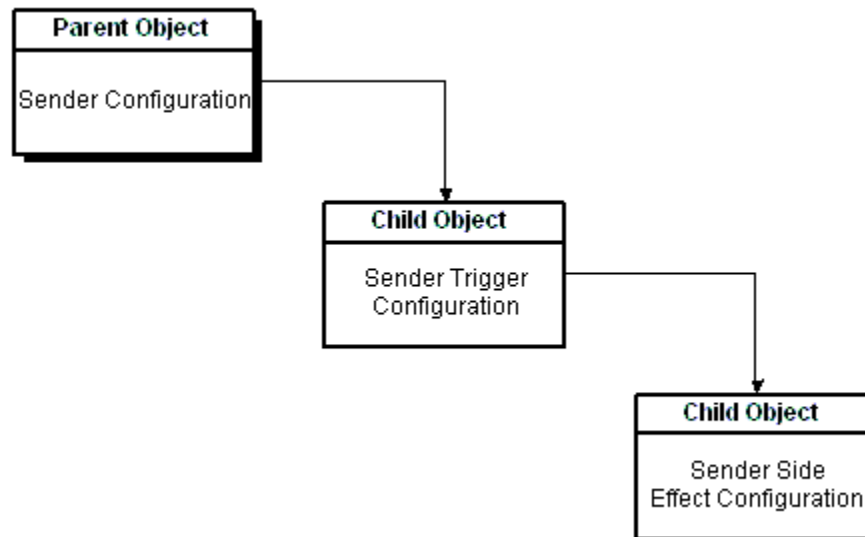 Parent Object
Sender Configuration
Child Object
Sender Trigger
Configuration
Child Object
Sender Side
Effect Configuration